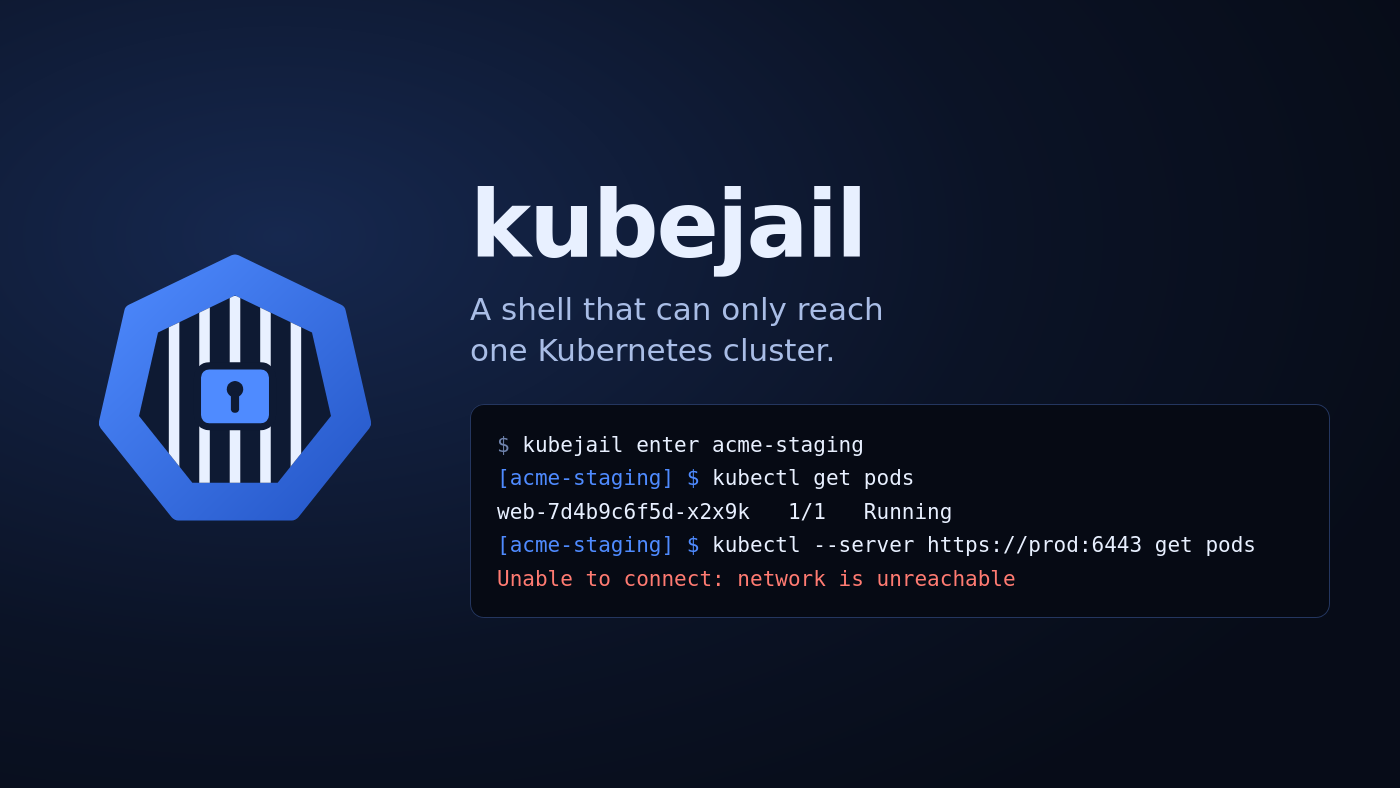 kubejail
A shell that can only reach
one Kubernetes cluster.
$ kubejail enter acme-staging
[acme-staging] $ kubectl get pods
web-7d4b9c6f5d-x2x9k   1/1   Running
[acme-staging] $ kubectl --server https://prod:6443 get pods
Unable to connect: network is unreachable